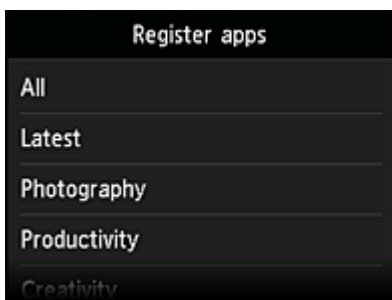 Register apps
All
Latest
Photography
Productivity
Creativity